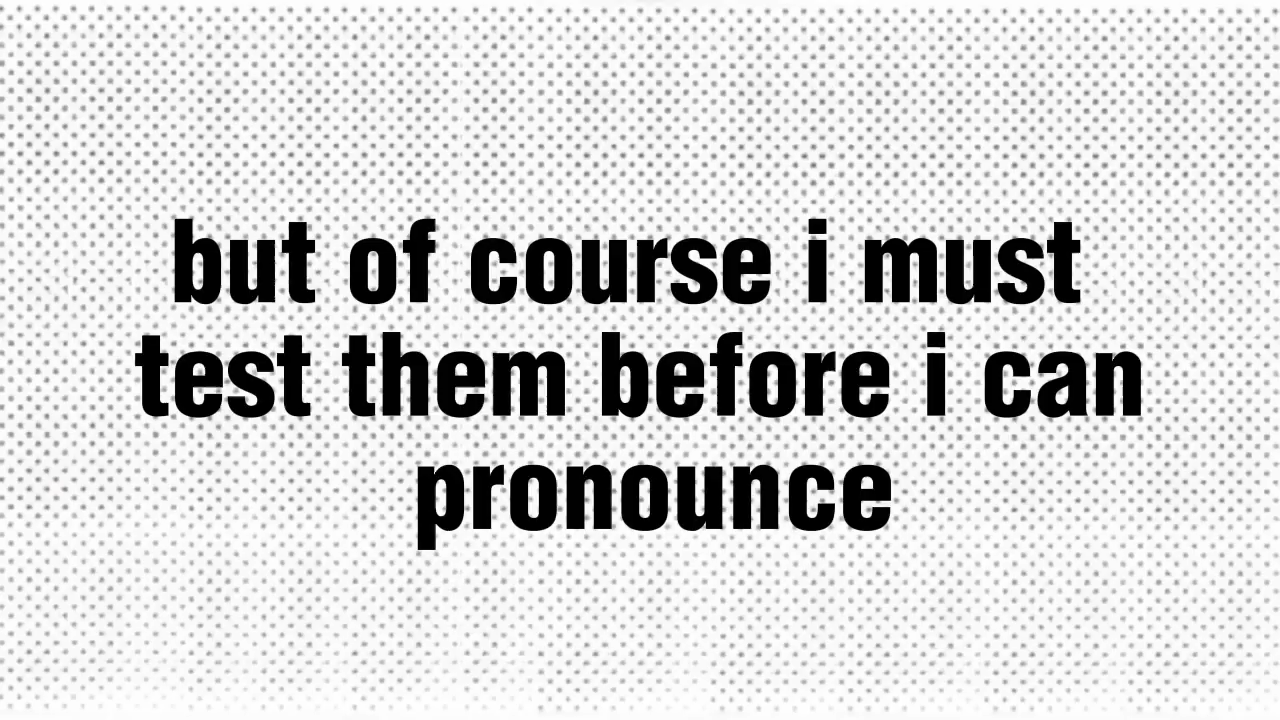 but of course i must
test them before i can
pronounce